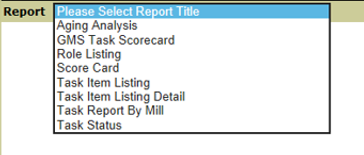 Report Please Select Report Title
Aging Analysis
GMS Task Scorecard
Role Listing
Score Card
Task Item Listing
Task Item Listing Detail
Task Report By Mill
Task Status